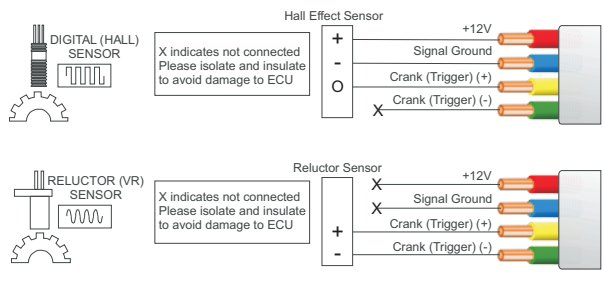 Hall Effect Sensor
DIGITAL (HALL)
SENSOR
X indicates not connected
Please isolate and insulate
to avoid damage to ECU
+
-
O
+12V
Signal Ground
Crank (Trigger) (+)
Crank (Trigger) (-)
X
Reluctor Sensor
RELUCTOR (VR)
SENSOR
X indicates not connected
Please isolate and insulate
to avoid damage to ECU
+
-
X
+12V
X
Signal Ground
Crank (Trigger) (+)
Crank (Trigger) (-)